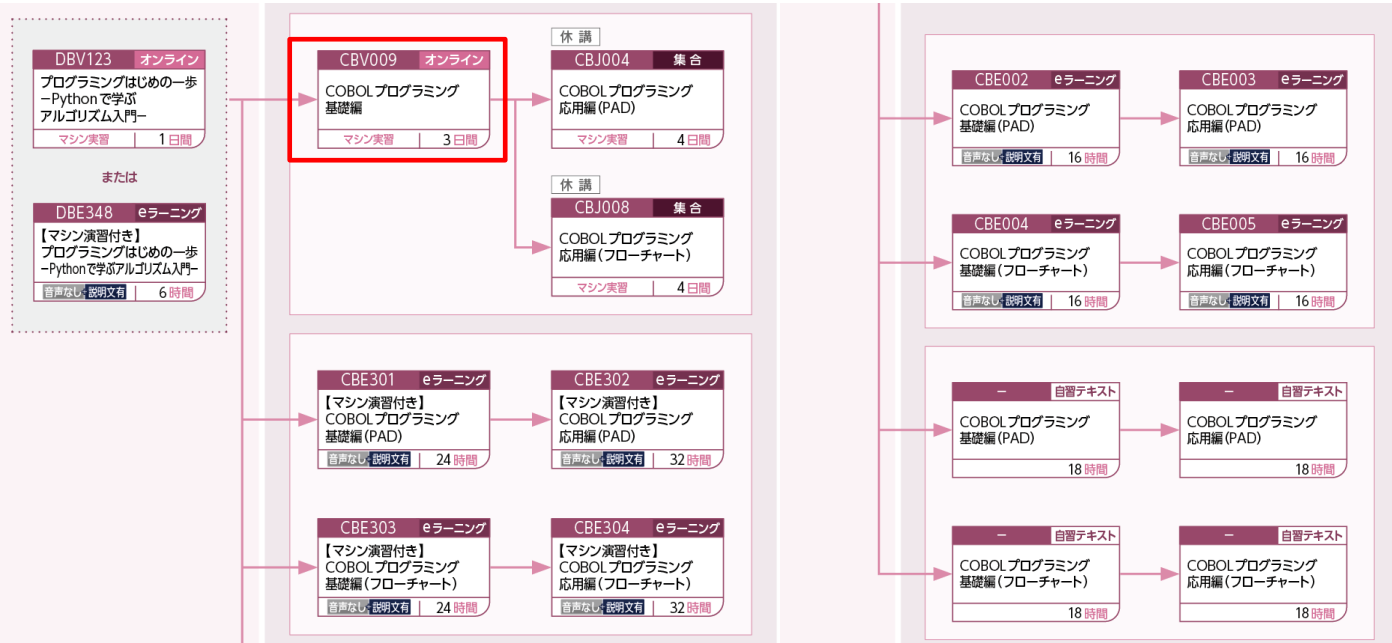 DBV123 オンライン
プログラミングはじめの一歩
－Pythonで学ぶ
アルゴリズム入門－
マシン実習 1日間
または
DBE348 eラーニング
【マシン演習付き】
プログラミングはじめの一歩
－Pythonで学ぶアルゴリズム入門－
音声なし・説明文有 6時間
CBV009 オンライン
COBOLプログラミング
基礎編
マシン実習 3日間
休講
CBJ004 集合
COBOLプログラミング
応用編(PAD)
マシン実習 4日間
休講
CBJ008 集合
COBOLプログラミング
応用編(フローチャート)
マシン実習 4日間
CBE301 eラーニング
【マシン演習付き】
COBOLプログラミング
基礎編(PAD)
音声なし・説明文有 24時間
CBE302 eラーニング
【マシン演習付き】
COBOLプログラミング
応用編(PAD)
音声なし・説明文有 32時間
CBE303 eラーニング
【マシン演習付き】
COBOLプログラミング
基礎編(フローチャート)
音声なし・説明文有 24時間
CBE304 eラーニング
【マシン演習付き】
COBOLプログラミング
応用編(フローチャート)
音声なし・説明文有 32時間
CBE002 eラーニング
COBOLプログラミング
基礎編(PAD)
音声なし・説明文有 16時間
CBE003 eラーニング
COBOLプログラミング
応用編(PAD)
音声なし・説明文有 16時間
CBE004 eラーニング
COBOLプログラミング
基礎編(フローチャート)
音声なし・説明文有 16時間
CBE005 eラーニング
COBOLプログラミング
応用編(フローチャート)
音声なし・説明文有 16時間
－ 自習テキスト
COBOLプログラミング
基礎編(PAD)
18時間
－ 自習テキスト
COBOLプログラミング
応用編(PAD)
18時間
－ 自習テキスト
COBOLプログラミング
基礎編(フローチャート)
18時間
－ 自習テキスト
COBOLプログラミング
応用編(フローチャート)
18時間